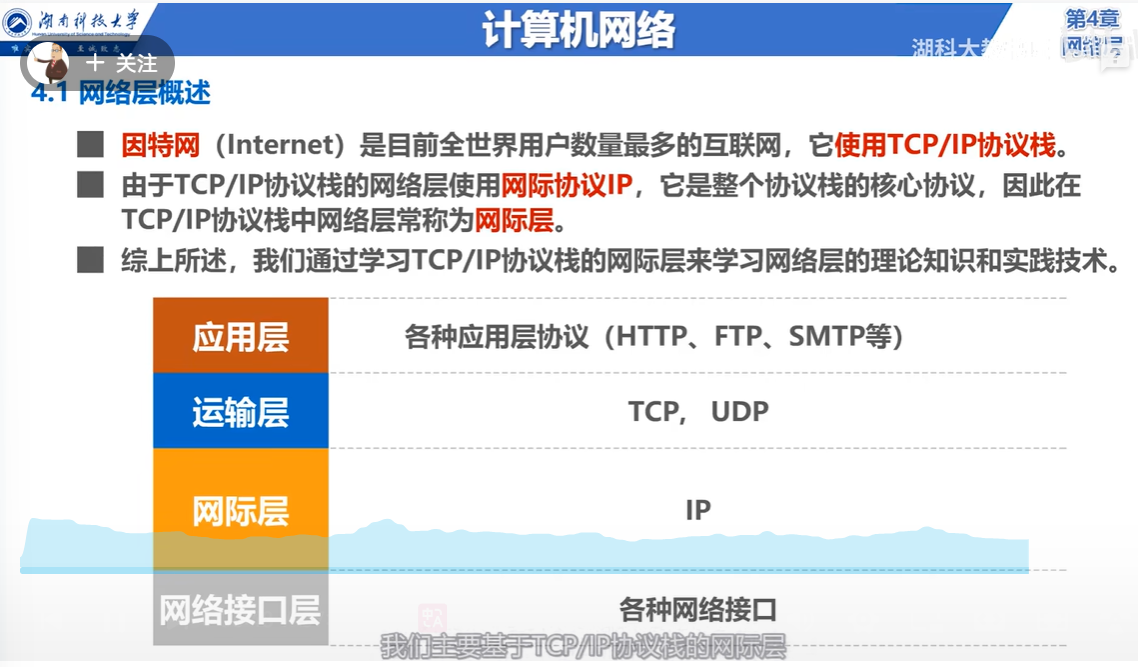 湖南科技大学
Hunan University of Science and Technology
计算机网络
第4章
网络层
湖科大教
+ 关注
4.1 网络层概述
因特网（Internet）是目前全世界用户数量最多的互联网，它使用TCP/IP协议栈。
由于TCP/IP协议栈的网络层使用网际协议IP，它是整个协议栈的核心协议，因此在
TCP/IP协议栈中网络层常称为网际层。
综上所述，我们通过学习TCP/IP协议栈的网际层来学习网络层的理论知识和实践技术。
应用层 各种应用层协议（HTTP、FTP、SMTP等）
运输层 TCP， UDP
网际层 IP
网络接口层 各种网络接口
我们主要基于TCP/IP协议栈的网际层